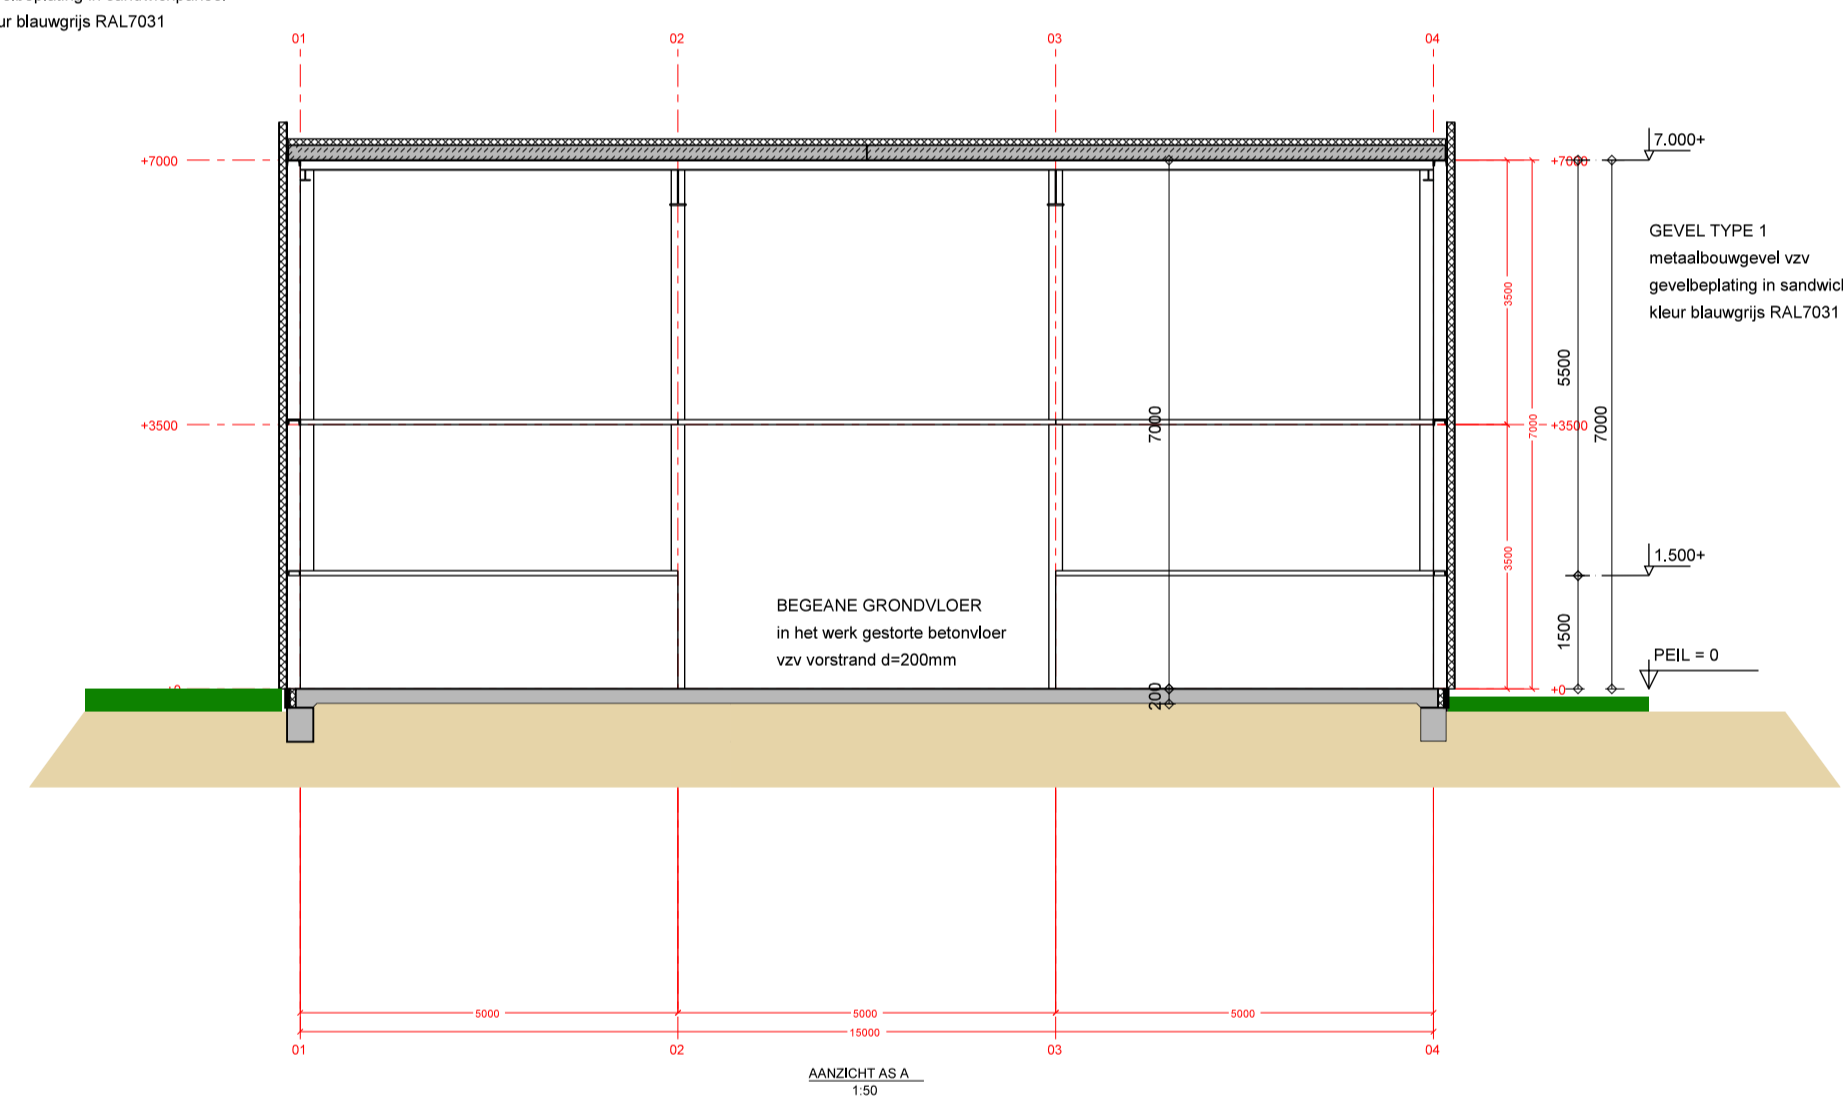 kleur blauwgrijs RAL7031
01 02 03 04
+7000
7.000+
+7000
GEVEL TYPE 1
metaalbouwgevel vzv
gevelbeplating in sandwich
kleur blauwgrijs RAL7031
3500
5500
7000
7000
7000
+3500
+3500
1.500+
3500
1500
BEGEANE GRONDVLOER
in het werk gestorte betonvloer
vzv vorstrand d=200mm
PEIL = 0
+0
200
5000 5000 5000
15000
01 02 03 04
AANZICHT AS A
1:50